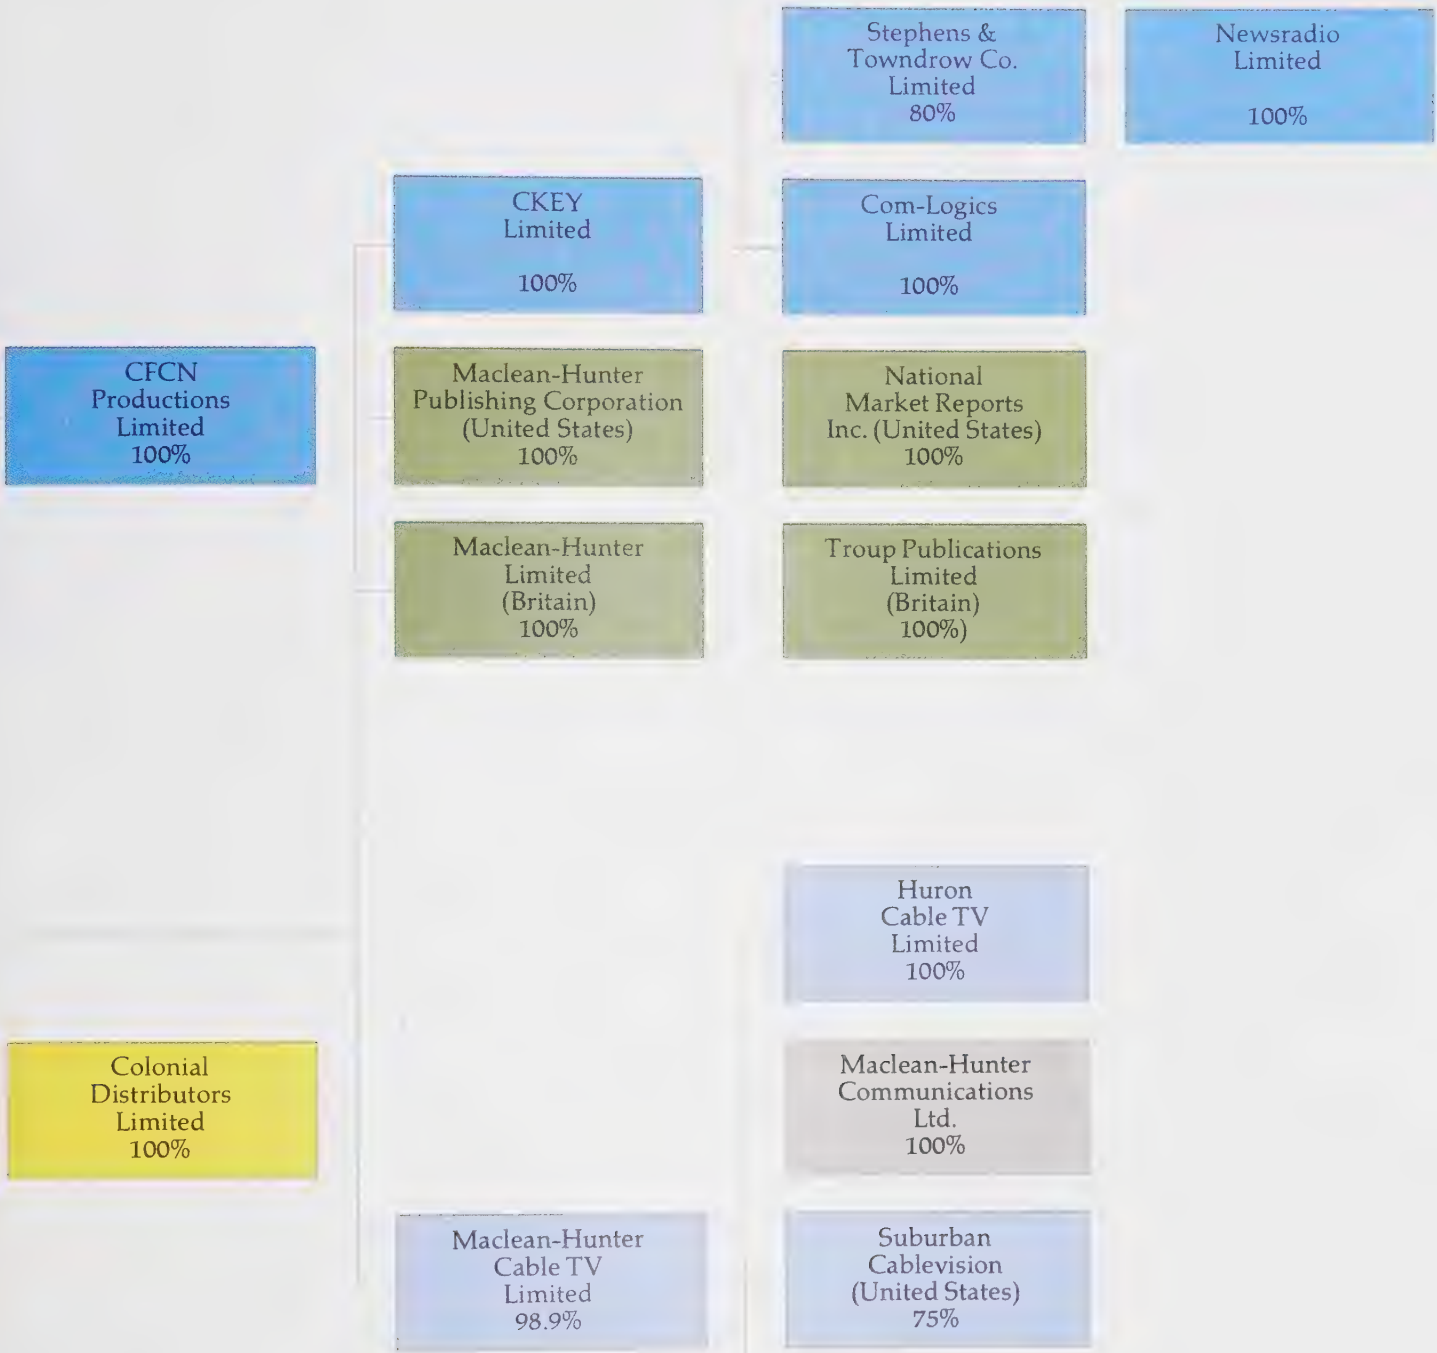 Stephens &
Towndrow Co.
Limited
80%
Newsradio
Limited
100%
CKEY
Limited
100%
Com-Logics
Limited
100%
CFCN
Productions
Limited
100%
Maclean-Hunter
Publishing Corporation
(United States)
100%
National
Market Reports
Inc. (United States)
100%
Maclean-Hunter
Limited
(Britain)
100%
Troup Publications
Limited
(Britain)
100%)
Huron
Cable TV
Limited
100%
Colonial
Distributors
Limited
100%
Maclean-Hunter
Communications
Ltd.
100%
Maclean-Hunter
Cable TV
Limited
98.9%
Suburban
Cablevision
(United States)
75%